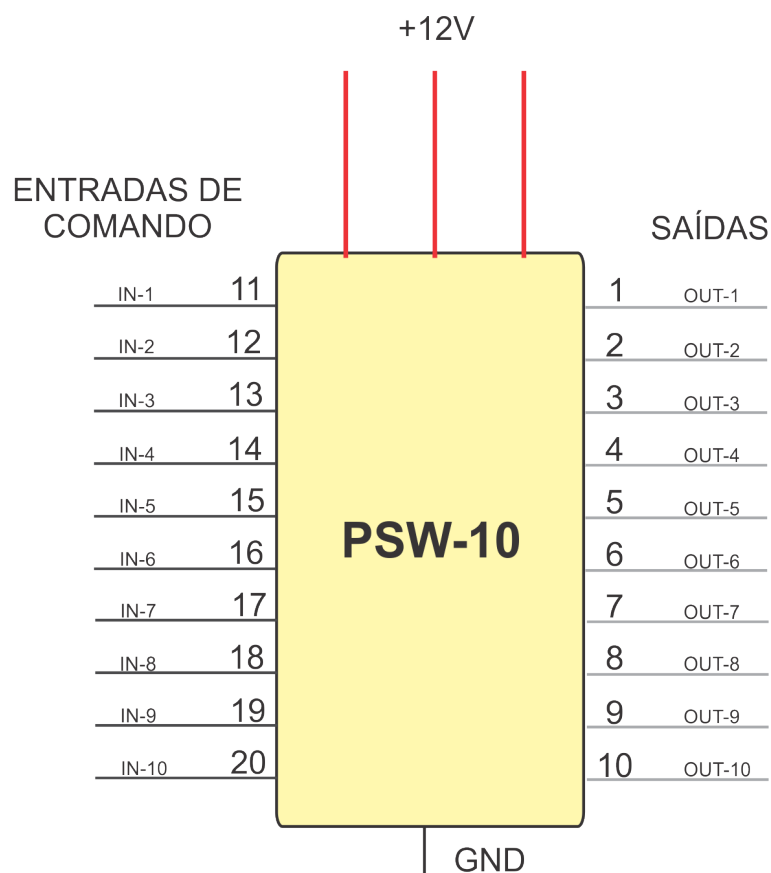 +12V
ENTRADAS DE
COMANDO
SAÍDAS
IN-1 11
IN-2 12
IN-3 13
IN-4 14
IN-5 15
IN-6 16
IN-7 17
IN-8 18
IN-9 19
IN-10 20
PSW-10
1 OUT-1
2 OUT-2
3 OUT-3
4 OUT-4
5 OUT-5
6 OUT-6
7 OUT-7
8 OUT-8
9 OUT-9
10 OUT-10
GND